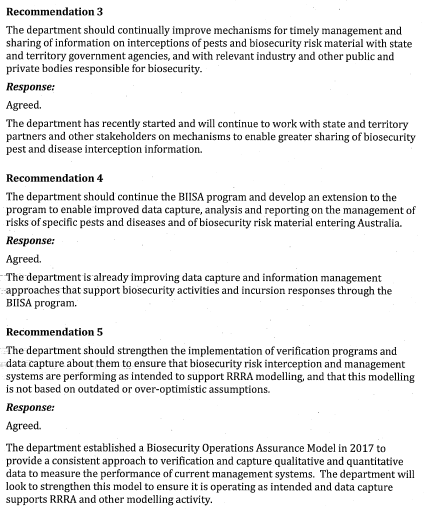 Recommendation 3
The department should continually improve mechanisms for timely management and
sharing of information on interceptions of pests and biosecurity risk material with state
and territory government agencies, and with relevant industry and other public and
private bodies responsible for biosecurity.
Response:
Agreed.
The department has recently started and will continue to work with state and territory
partners and other stakeholders on mechanisms to enable greater sharing of biosecurity
pest and disease interception information.
Recommendation 4
The department should continue the BIISA program and develop an extension to the
program to enable improved data capture, analysis and reporting on the management of
risks of specific pests and diseases and of biosecurity risk material entering Australia.
Response:
Agreed.
The department is already improving data capture and information management
approaches that support biosecurity activities and incursion responses through the
BIISA program.
Recommendation 5
The department should strengthen the implementation of verification programs and
data capture about them to ensure that biosecurity risk interception and management
systems are performing as intended to support RRRA modelling, and that this modelling
is not based on outdated or over-optimistic assumptions.
Response:
Agreed.
The department established a Biosecurity Operations Assurance Model in 2017 to
provide a consistent approach to verification and capture qualitative and quantitative
data to measure the performance of current management systems. The department will
look to strengthen this model to ensure it is operating as intended and data capture
supports RRRA and other modelling activity.